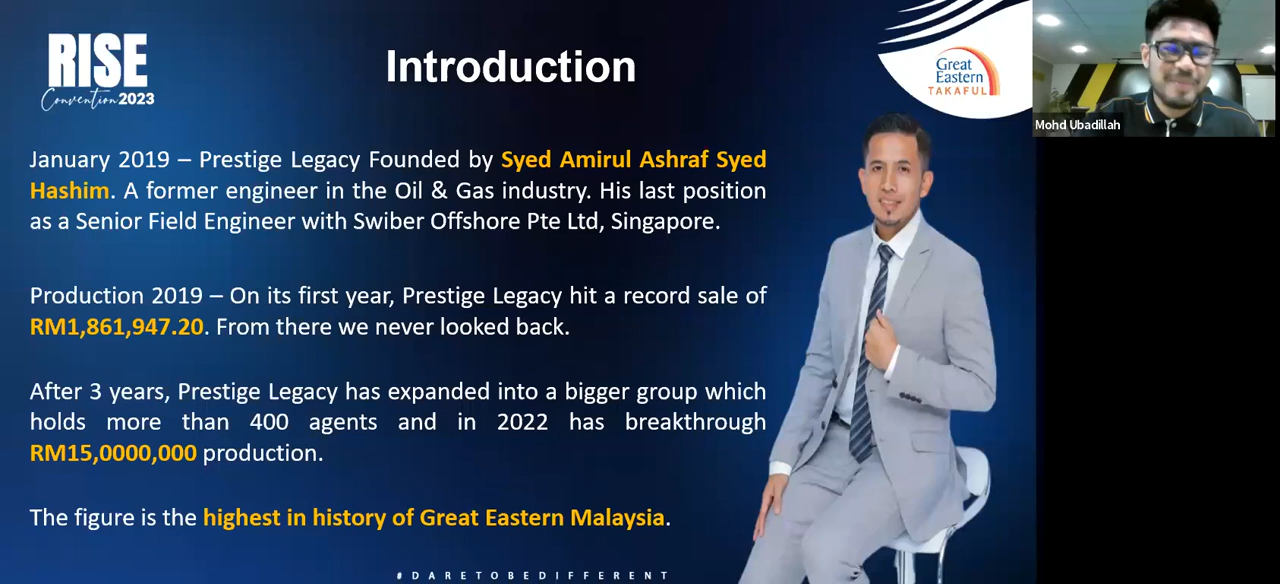 RISE
Convention 2023
Introduction
Great
Eastern
TAKAFUL
Mohd Ubadillah
January 2019 – Prestige Legacy Founded by Syed Amirul Ashraf Syed
Hashim. A former engineer in the Oil & Gas industry. His last position
as a Senior Field Engineer with Swiber Offshore Pte Ltd, Singapore.
Production 2019 – On its first year, Prestige Legacy hit a record sale of
RM1,861,947.20. From there we never looked back.
After 3 years, Prestige Legacy has expanded into a bigger group which
holds more than 400 agents and in 2022 has breakthrough
RM15,0000,000 production.
The figure is the highest in history of Great Eastern Malaysia.
#DARETOBEDIFFERENT